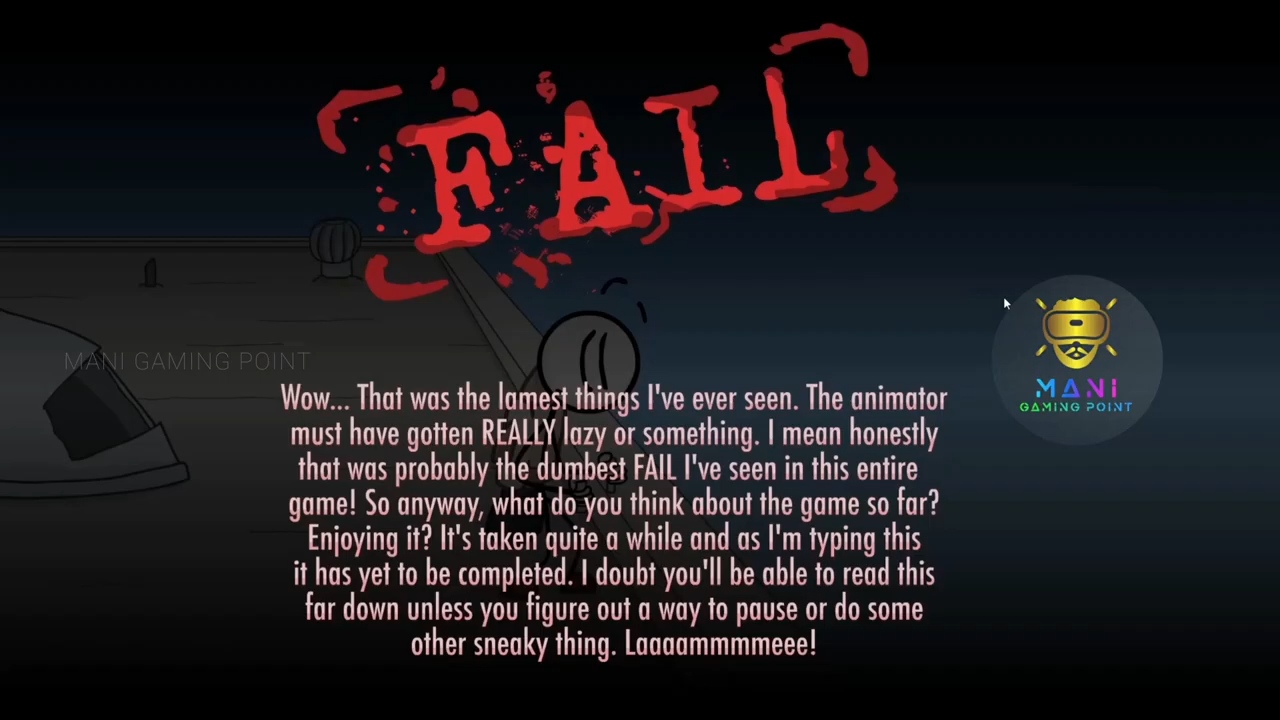 FAIL
MANI GAMING POINT
MANI
GAMING POINT
Wow... That was the lamest things I've ever seen. The animator
must have gotten REALLY lazy or something. I mean honestly
that was probably the dumbest FAIL I've seen in this entire
game! So anyway, what do you think about the game so far?
Enjoying it? It's taken quite a while and as I'm typing this
it has yet to be completed. I doubt you'll be able to read this
far down unless you figure out a way to pause or do some
other sneaky thing. Laaaammmmeee!